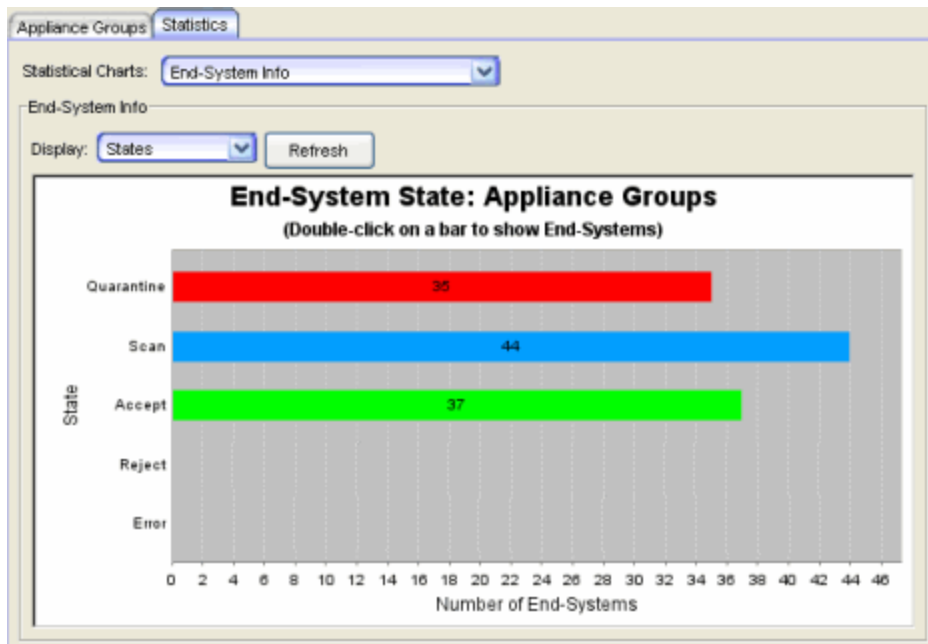 Appliance Groups Statistics
Statistical Charts: End-System Info
End-System Info
Display: States Refresh
End-System State: Appliance Groups
(Double-click on a bar to show End-Systems)
Quarantine 35
Scan 44
Accept 37
Reject
Error
State
0 2 4 6 8 10 12 14 16 18 20 22 24 26 28 30 32 34 36 38 40 42 44 46
Number of End-Systems